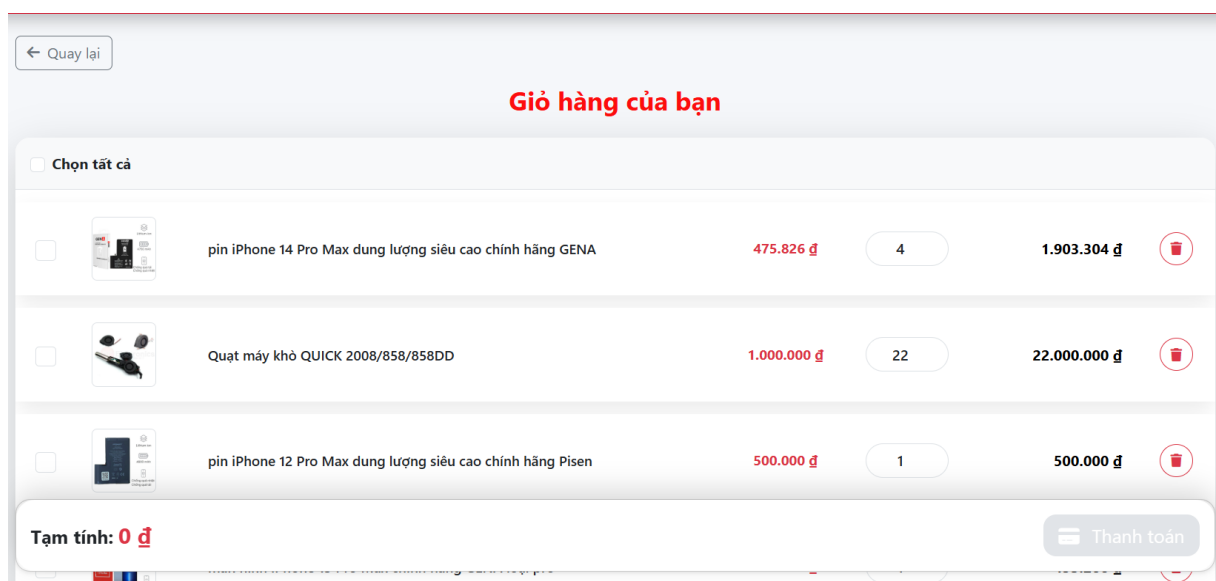 Quay lại
Giỏ hàng của bạn
Chọn tất cả
pin iPhone 14 Pro Max dung lượng siêu cao chính hãng GENA 475.826 ₫ 4 1.903.304 ₫
Quạt máy khò QUICK 2008/858/858DD 1.000.000 ₫ 22 22.000.000 ₫
pin iPhone 12 Pro Max dung lượng siêu cao chính hãng Pisen 500.000 ₫ 1 500.000 ₫
Tạm tính: 0 ₫ Thanh toán